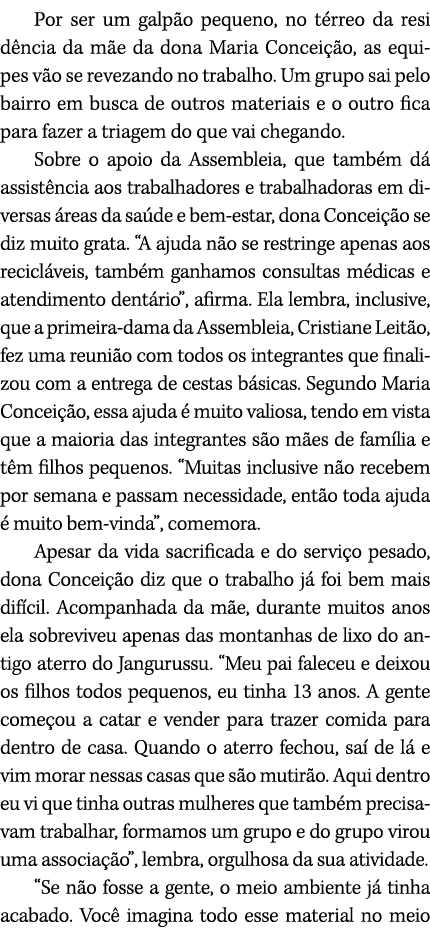 Por ser um galpão pequeno, no térreo da resi
dência da mãe da dona Maria Conceição, as equi-
pes vão se revezando no trabalho. Um grupo sai pelo
bairro em busca de outros materiais e o outro fica
para fazer a triagem do que vai chegando.
Sobre o apoio da Assembleia, que também dá
assistência aos trabalhadores e trabalhadoras em di-
versas áreas da saúde e bem-estar, dona Conceição se
diz muito grata. “A ajuda não se restringe apenas aos
recicláveis, também ganhamos consultas médicas e
atendimento dentário”, afirma. Ela lembra, inclusive,
que a primeira-dama da Assembleia, Cristiane Leitão,
fez uma reunião com todos os integrantes que finali-
zou com a entrega de cestas básicas. Segundo Maria
Conceição, essa ajuda é muito valiosa, tendo em vista
que a maioria das integrantes são mães de família e
têm filhos pequenos. “Muitas inclusive não recebem
por semana e passam necessidade, então toda ajuda
é muito bem-vinda”, comemora.
Apesar da vida sacrificada e do serviço pesado,
dona Conceição diz que o trabalho já foi bem mais
difícil. Acompanhada da mãe, durante muitos anos
ela sobreviveu apenas das montanhas de lixo do an-
tigo aterro do Jangurussu. “Meu pai faleceu e deixou
os filhos todos pequenos, eu tinha 13 anos. A gente
começou a catar e vender para trazer comida para
dentro de casa. Quando o aterro fechou, saí de lá e
vim morar nessas casas que são mutirão. Aqui dentro
eu vi que tinha outras mulheres que também precisa-
vam trabalhar, formamos um grupo e do grupo virou
uma associação”, lembra, orgulhosa da sua atividade.
“Se não fosse a gente, o meio ambiente já tinha
acabado. Você imagina todo esse material no meio